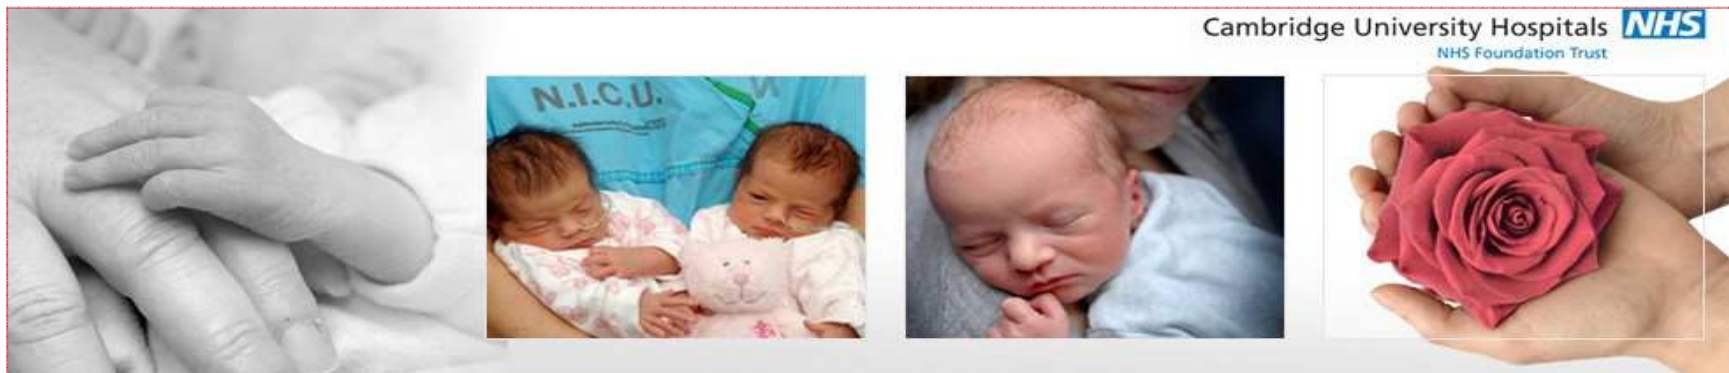 Cambridge University Hospitals NHS
NHS Foundation Trust
N.I.C.U.